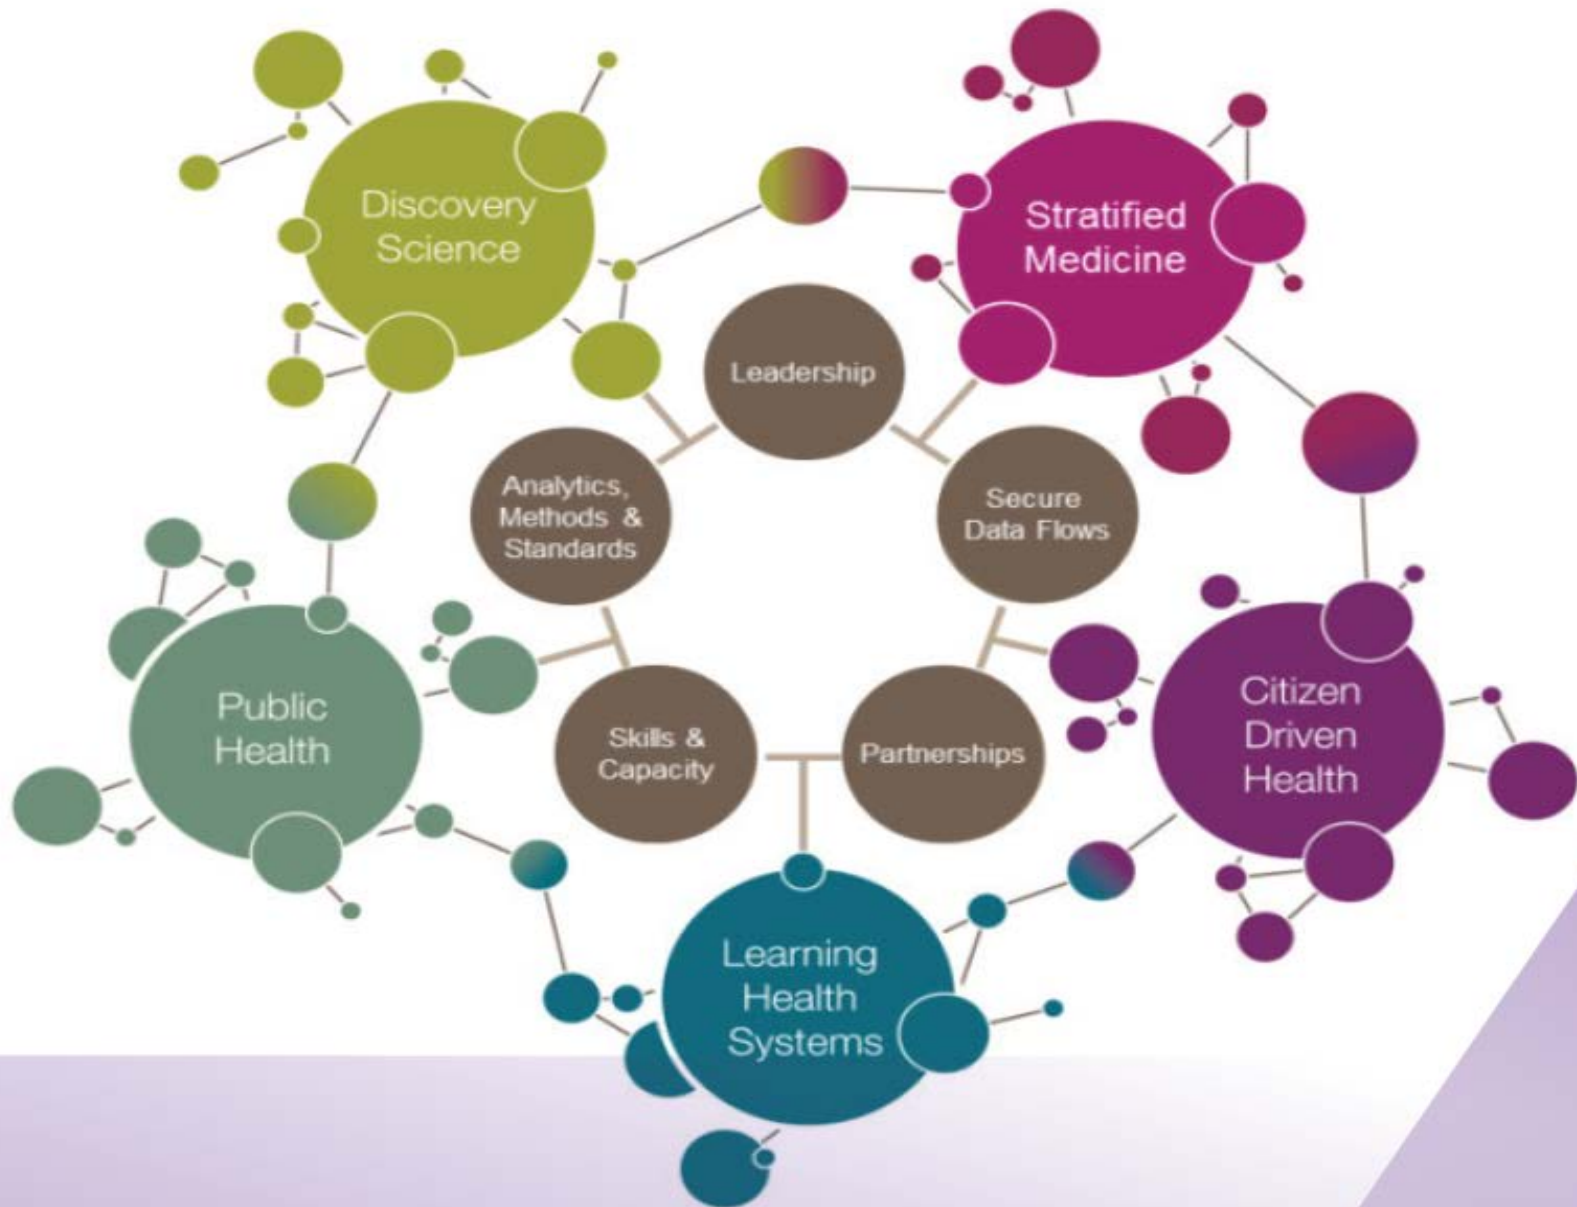 Discovery
Science
Stratified
Medicine
Leadership
Analytics,
Methods &
Standards
Secure
Data Flows
Public
Health
Skills &
Capacity
Partnerships
Citizen
Driven
Health
Learning
Health
Systems